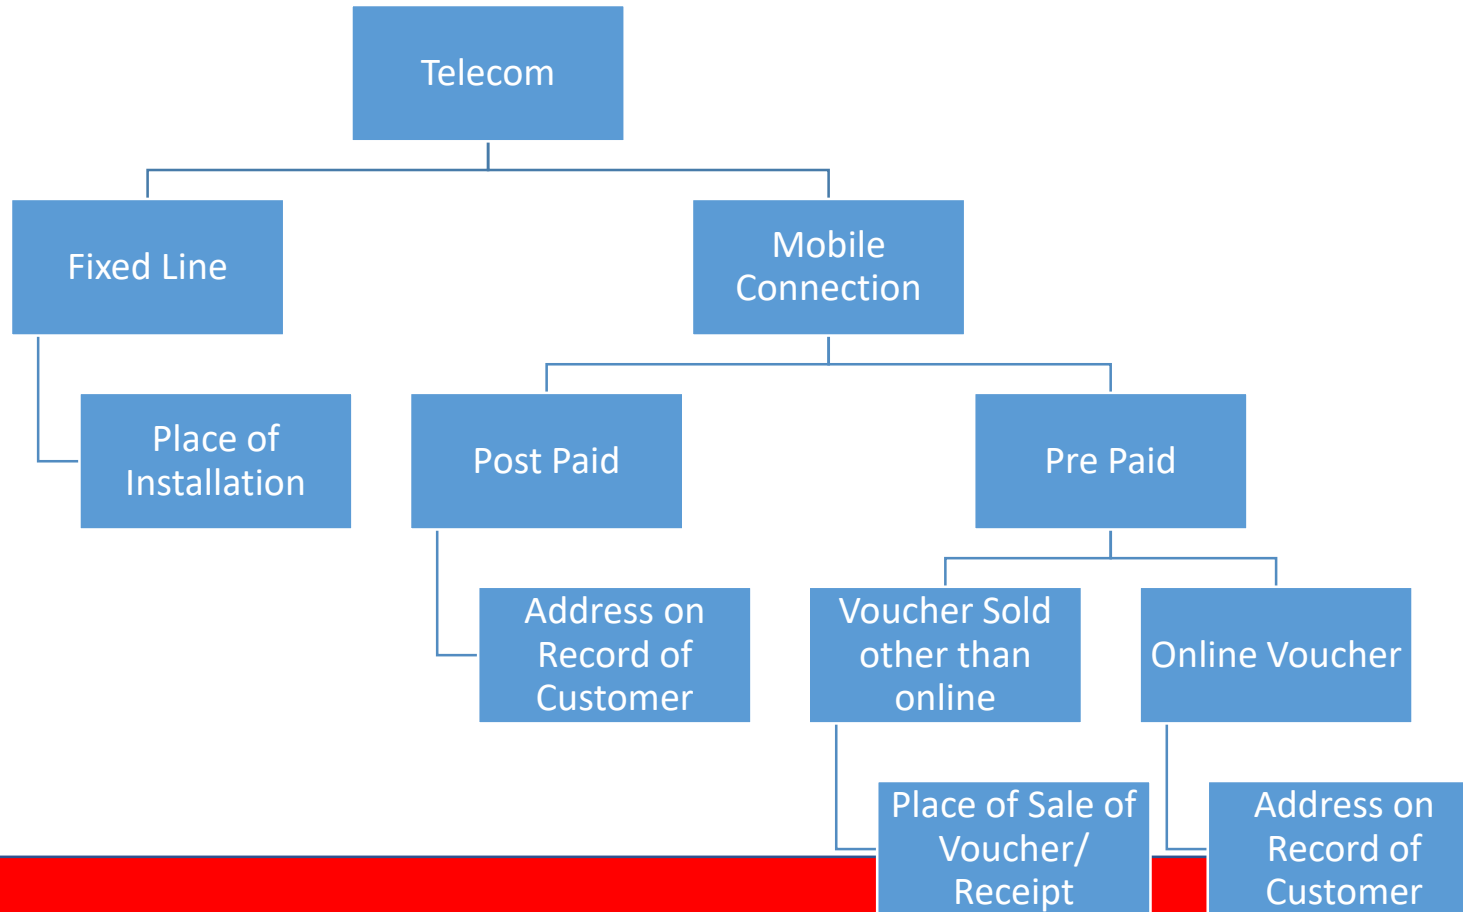 Telecom
Fixed Line
Mobile
Connection
Place of
Installation
Post Paid
Pre Paid
Address on
Record of
Customer
Voucher Sold
other than
online
Online Voucher
Place of Sale of
Voucher/
Receipt
Address on
Record of
Customer